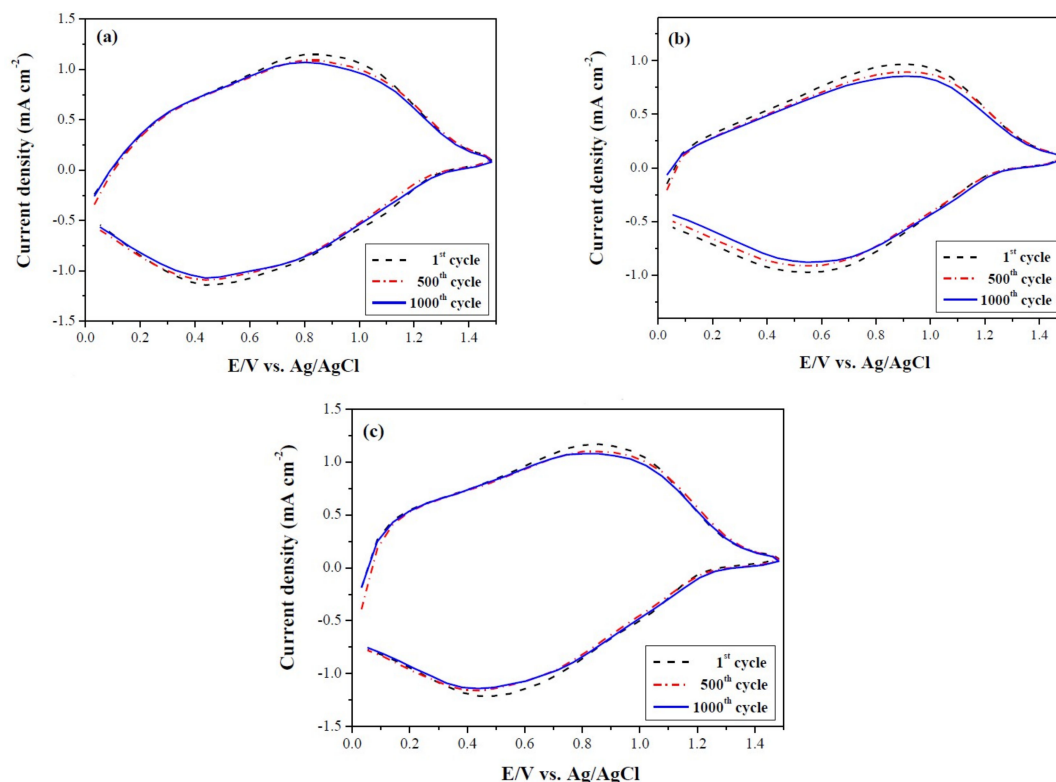 (a)
Current density (mA cm⁻²)
1.5
1.0
0.5
0.0
-0.5
-1.0
-1.5
0.0 0.2 0.4 0.6 0.8 1.0 1.2 1.4
E/V vs. Ag/AgCl
1ˢᵗ cycle
500ᵗʰ cycle
1000ᵗʰ cycle
(b)
Current density (mA cm⁻²)
1.0
0.5
0.0
-0.5
-1.0
0.0 0.2 0.4 0.6 0.8 1.0 1.2 1.4
E/V vs. Ag/AgCl
1ˢᵗ cycle
500ᵗʰ cycle
1000ᵗʰ cycle
(c)
Current density (mA cm⁻²)
1.5
1.0
0.5
0.0
-0.5
-1.0
-1.5
0.0 0.2 0.4 0.6 0.8 1.0 1.2 1.4
E/V vs. Ag/AgCl
1ˢᵗ cycle
500ᵗʰ cycle
1000ᵗʰ cycle